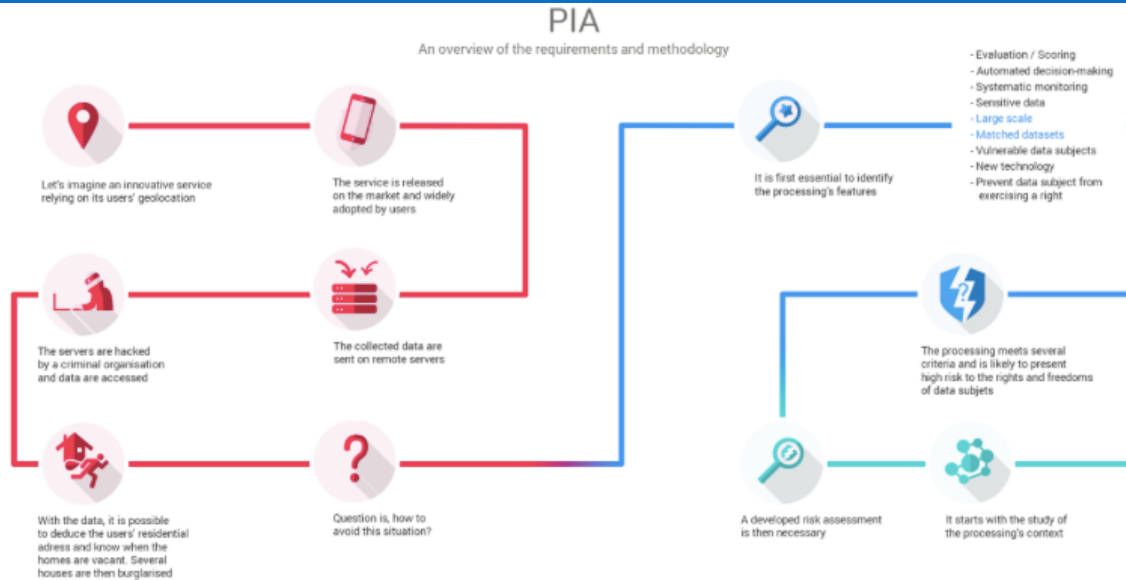 PIA
An overview of the requirements and methodology
Let's imagine an innovative service
relying on its users' geolocation
The service is released
on the market and widely
adopted by users
The collected data are
sent on remote servers
The servers are hacked
by a criminal organisation
and data are accessed
With the data, it is possible
to deduce the users' residential
adress and know when the
homes are vacant. Several
houses are then burglarised
?
Question is, how to
avoid this situation?
It is first essential to identify
the processing's features
- Evaluation / Scoring
- Automated decision-making
- Systematic monitoring
- Sensitive data
- Large scale
- Matched datasets
- Vulnerable data subjects
- New technology
- Prevent data subject from
exercising a right
?
The processing meets several
criteria and is likely to present
high risk to the rights and freedoms
of data subjets
A developed risk assessment
is then necessary
It starts with the study of
the processing's context